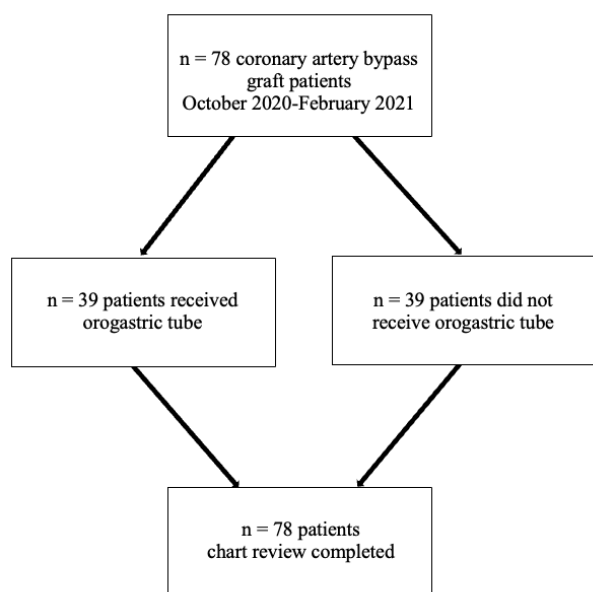 n = 78 coronary artery bypass
graft patients
October 2020-February 2021
n = 39 patients received
orogastric tube
n = 39 patients did not
receive orogastric tube
n = 78 patients
chart review completed